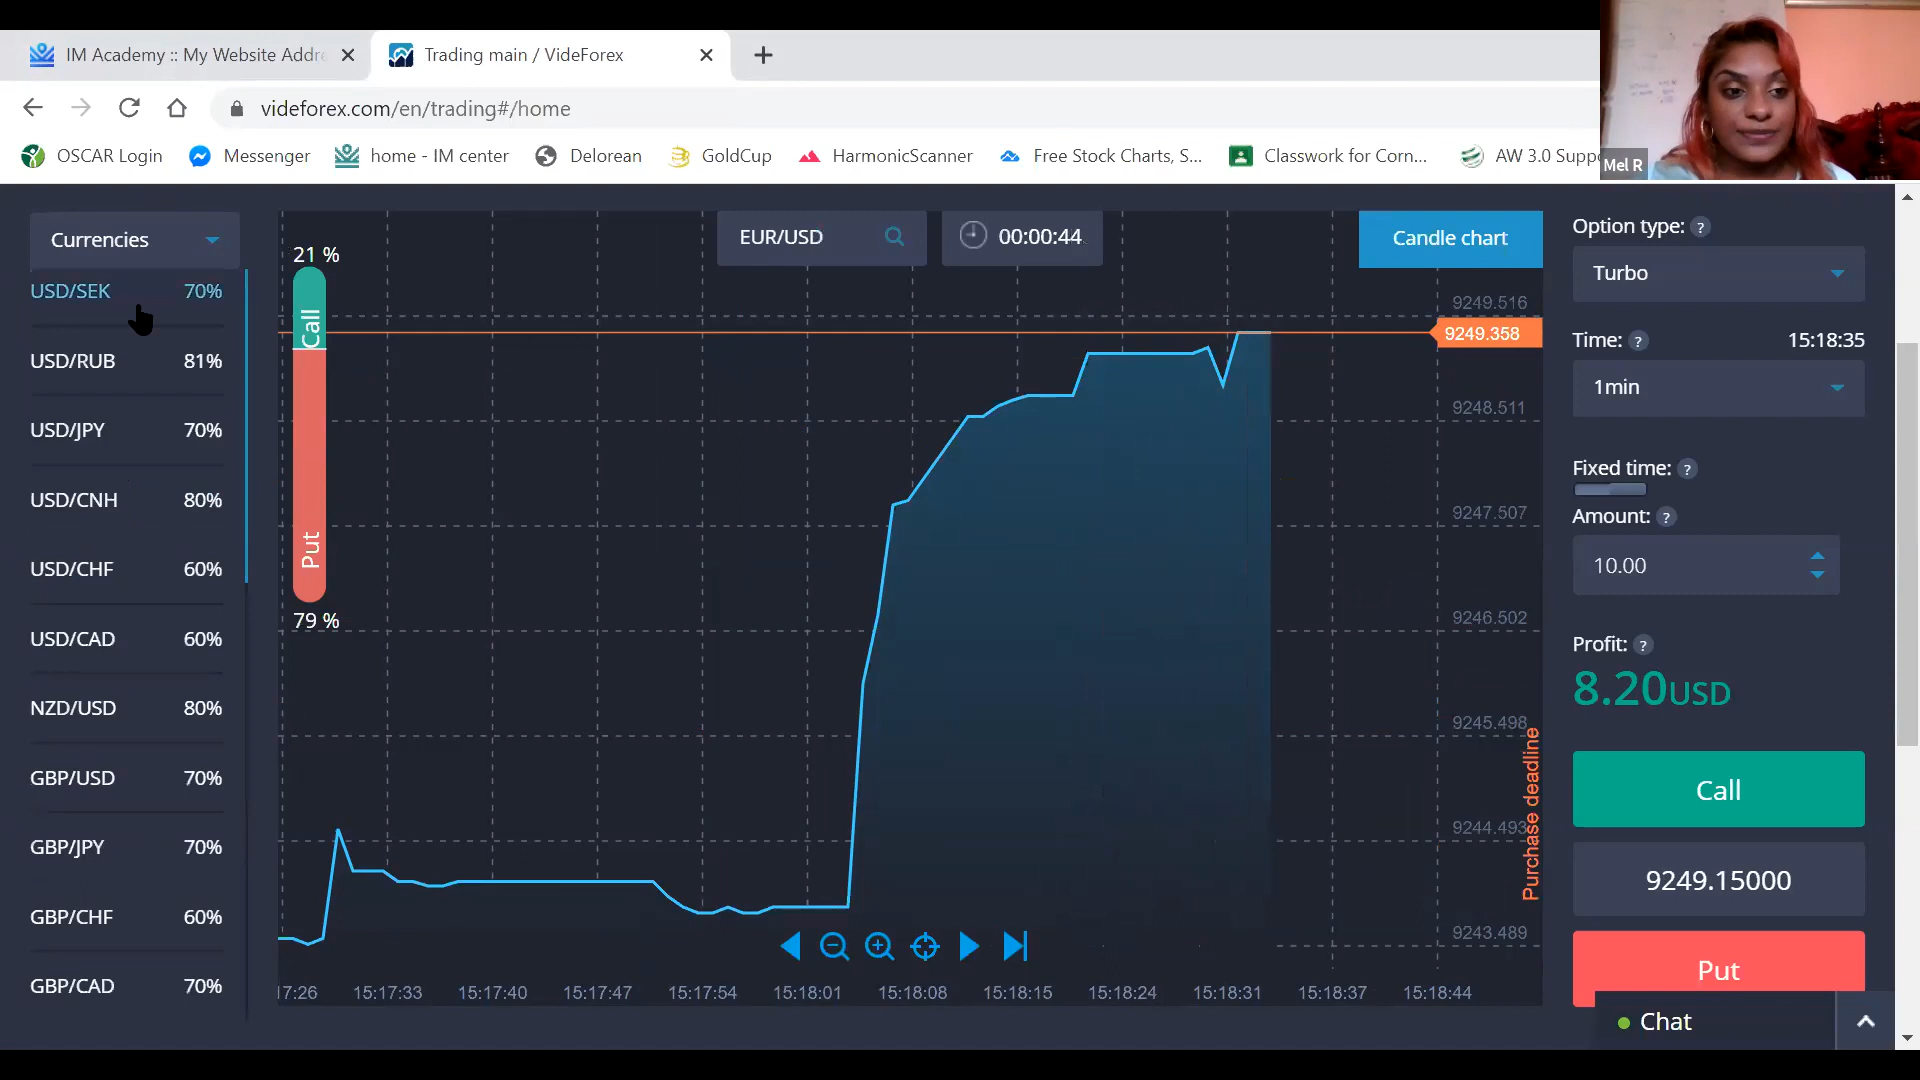 IM Academy :: My Website Addre
Trading main / VideForex
videforex.com/en/trading#/home
OSCAR Login
Messenger
home - IM center
Delorean
GoldCup
HarmonicScanner
Free Stock Charts, S...
Classwork for Corn...
AW 3.0 Suppo
Mel R
Currencies
USD/SEK 70%
USD/RUB 81%
USD/JPY 70%
USD/CNH 80%
USD/CHF 60%
USD/CAD 60%
NZD/USD 80%
GBP/USD 70%
GBP/JPY 70%
GBP/CHF 60%
GBP/CAD 70%
21 %
Call
Put
79 %
EUR/USD
00:00:44
Candle chart
9249.516
9249.358
9248.511
9247.507
9246.502
9245.498
9244.493
9243.489
Purchase deadline
17:26 15:17:33 15:17:40 15:17:47 15:17:54 15:18:01 15:18:08 15:18:15 15:18:24 15:18:31 15:18:37 15:18:44
Option type: ?
Turbo
Time: ? 15:18:35
1min
Fixed time: ?
Amount: ?
10.00
Profit: ?
8.20USD
Call
9249.15000
Put
Chat